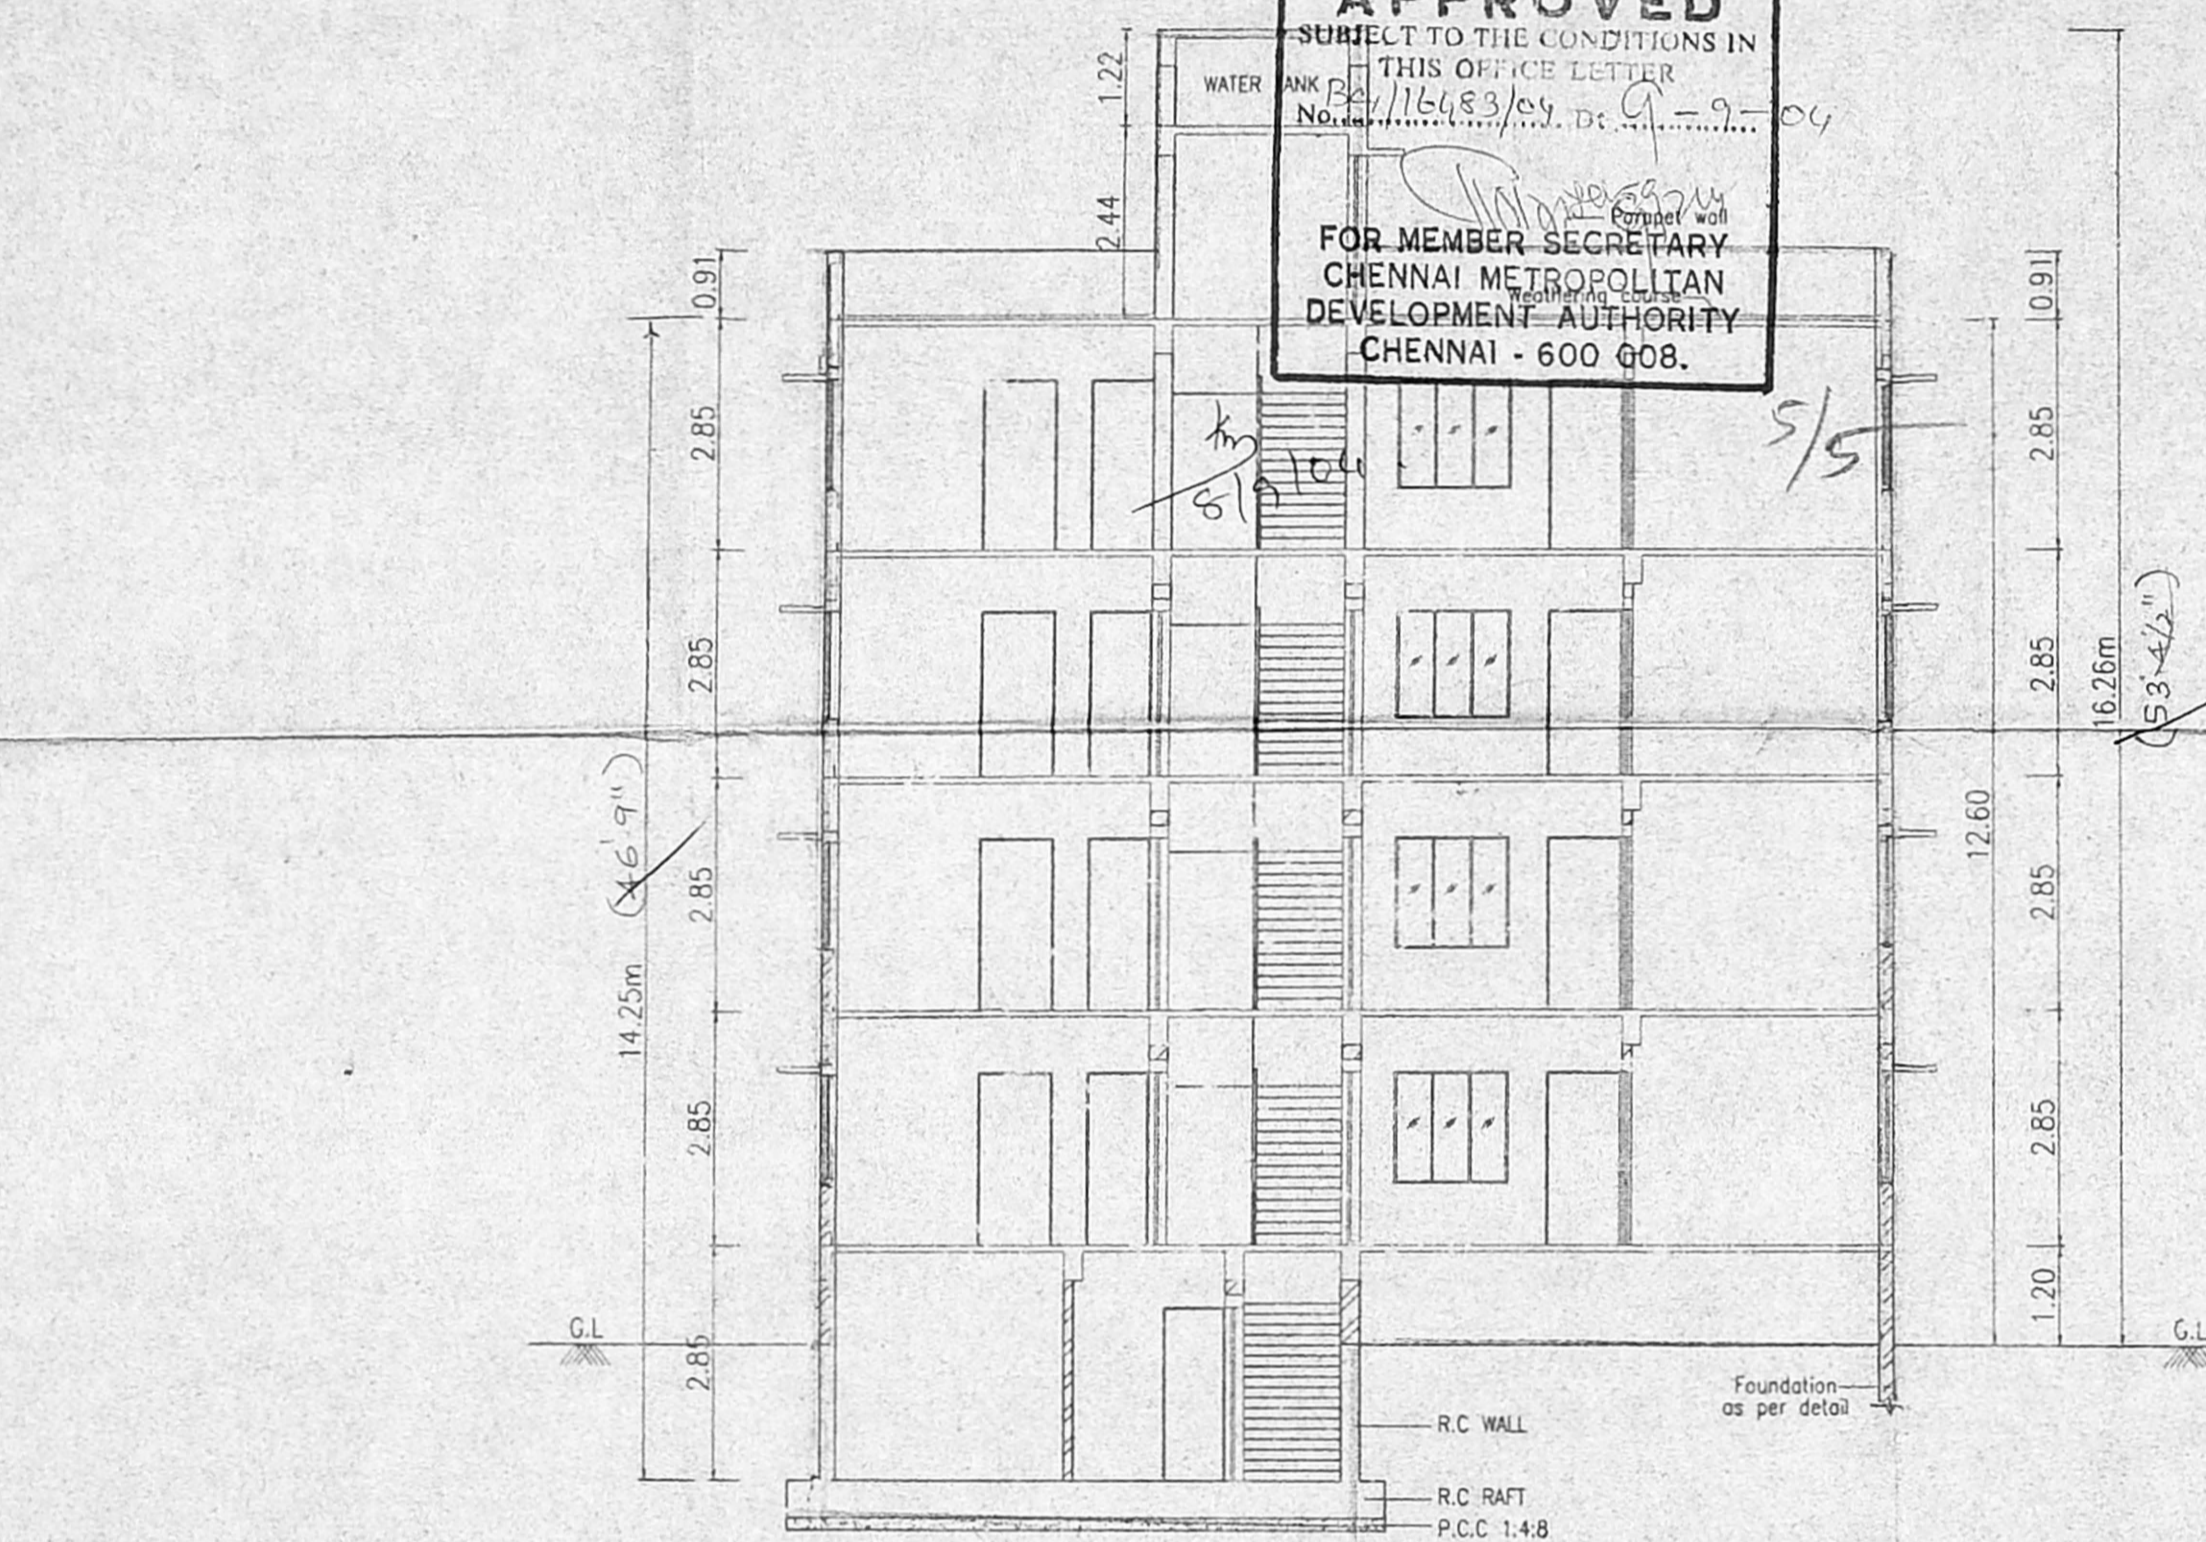 APPROVED
SUBJECT TO THE CONDITIONS IN
THIS OFFICE LETTER
No. /16483/04 Dt 9-9-04
FOR MEMBER SECRETARY
CHENNAI METROPOLITAN
DEVELOPMENT AUTHORITY
CHENNAI - 600 008.
WATER TANK
1.22
2.44
Parapet wall
Weathering course
0.91
0.91
2.85
2.85
8/9/04
5/5
2.85
2.85
16.26m
(53'-4½")
14.25m
(46'-9")
2.85
2.85
12.60
2.85
2.85
1.20
2.85
G.L
G.L
Foundation
as per detail
R.C WALL
R.C RAFT
P.C.C 1:4:8